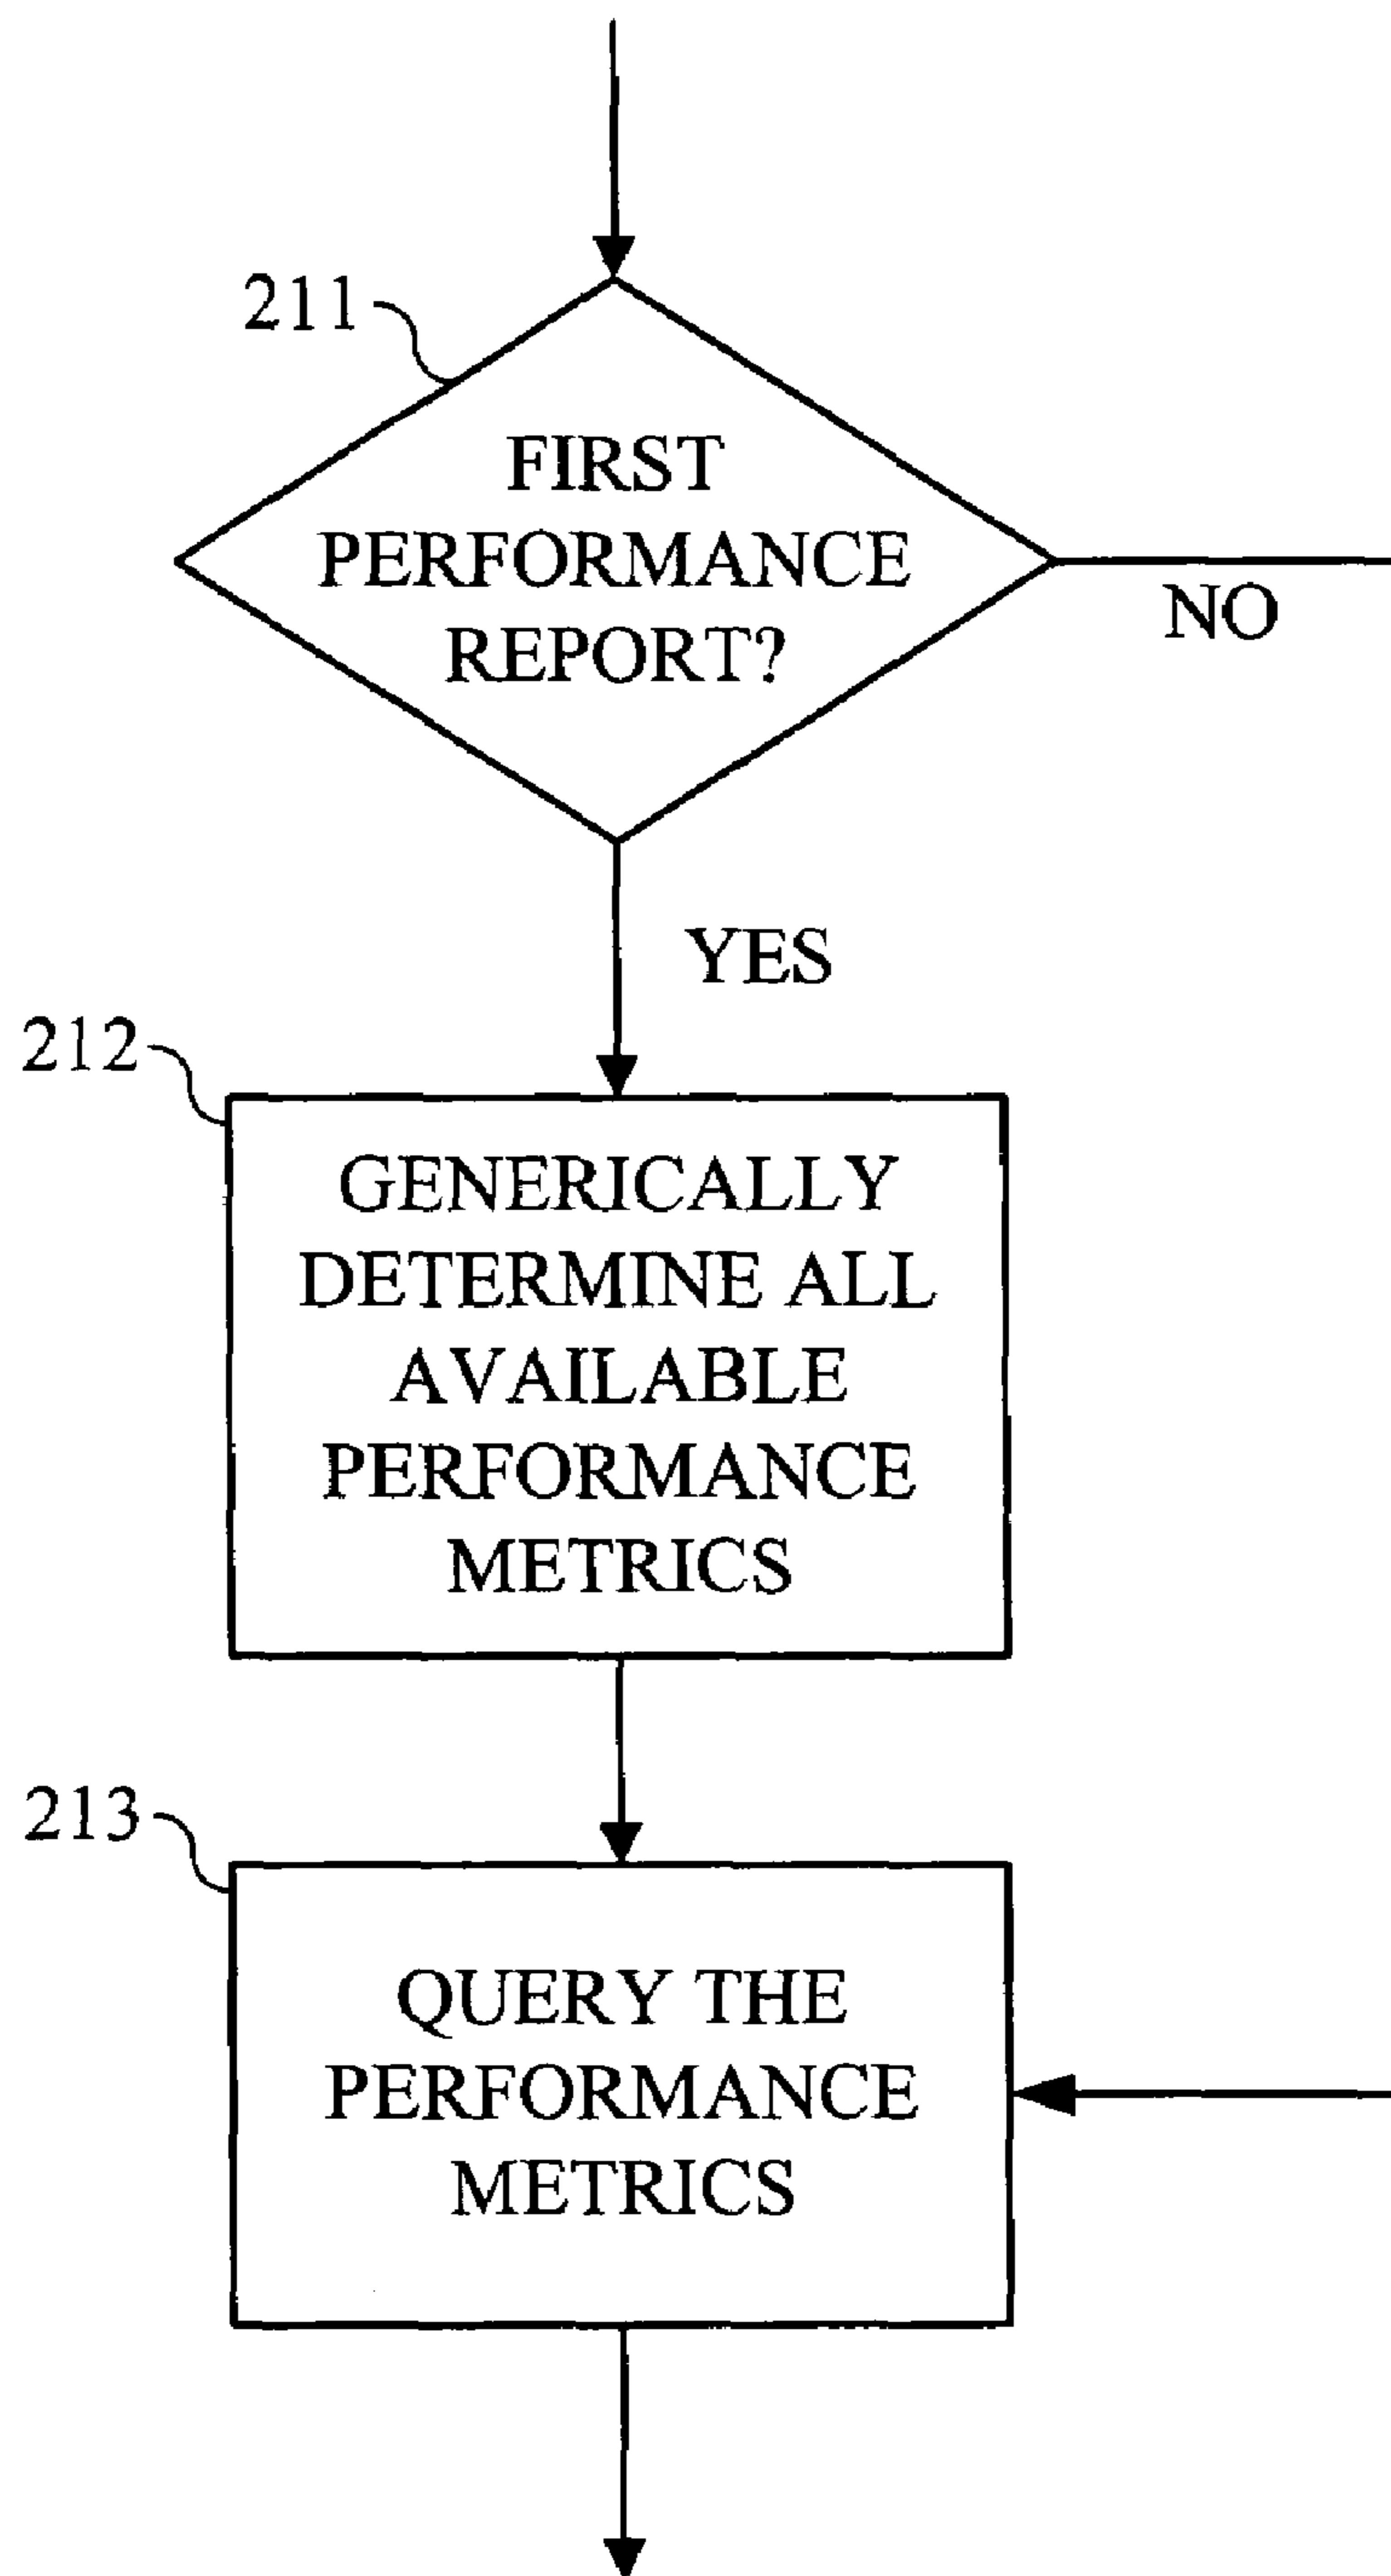 211
FIRST
PERFORMANCE
REPORT?
NO
YES
212
GENERICALLY
DETERMINE ALL
AVAILABLE
PERFORMANCE
METRICS
213
QUERY THE
PERFORMANCE
METRICS